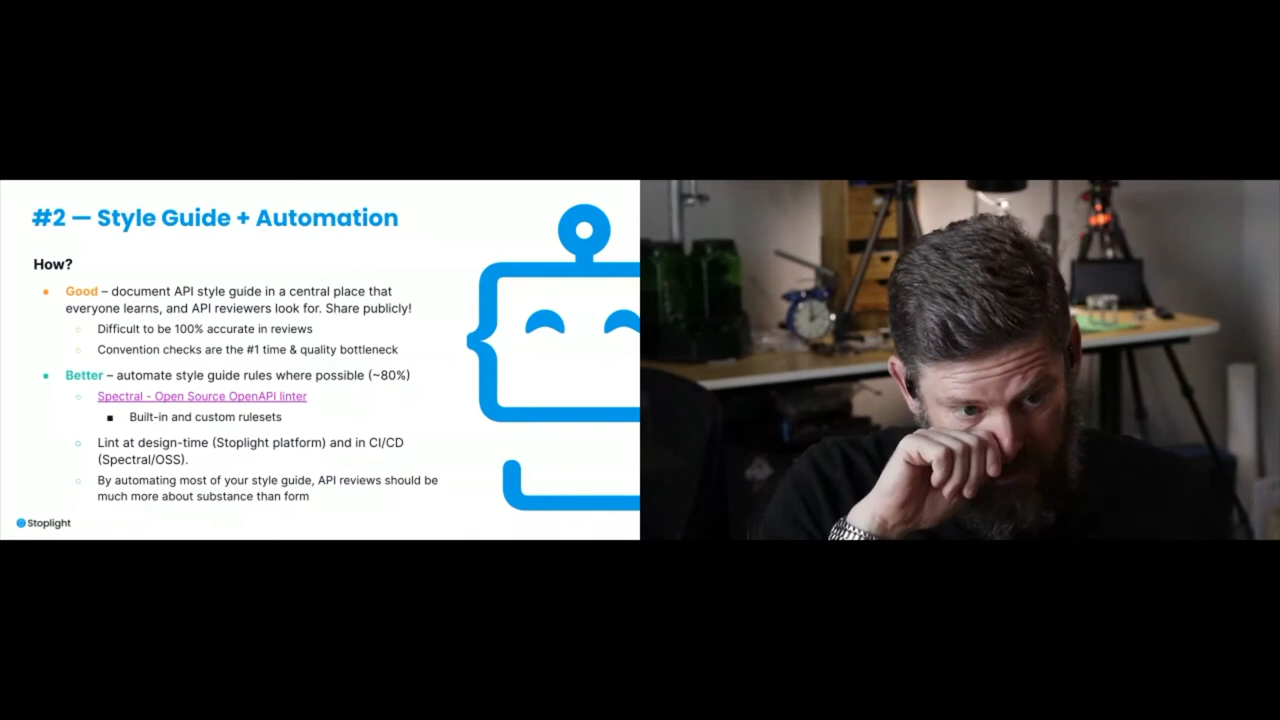 #2 — Style Guide + Automation
How?
● Good – document API style guide in a central place that
everyone learns, and API reviewers look for. Share publicly!
○ Difficult to be 100% accurate in reviews
○ Convention checks are the #1 time & quality bottleneck
● Better – automate style guide rules where possible (~80%)
○ Spectral - Open Source OpenAPI linter
■ Built-in and custom rulesets
○ Lint at design-time (Stoplight platform) and in CI/CD
(Spectral/OSS).
○ By automating most of your style guide, API reviews should be
much more about substance than form
Stoplight